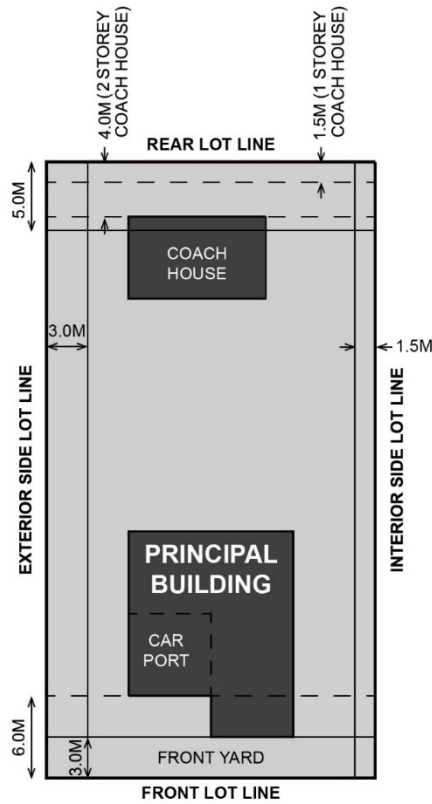 4.0M (2 STOREY
COACH HOUSE)
1.5M (1 STOREY
COACH HOUSE)
REAR LOT LINE
5.0M
COACH
HOUSE
3.0M
1.5M
EXTERIOR SIDE LOT LINE
INTERIOR SIDE LOT LINE
PRINCIPAL
BUILDING
CAR
PORT
6.0M
3.0M
FRONT YARD
FRONT LOT LINE